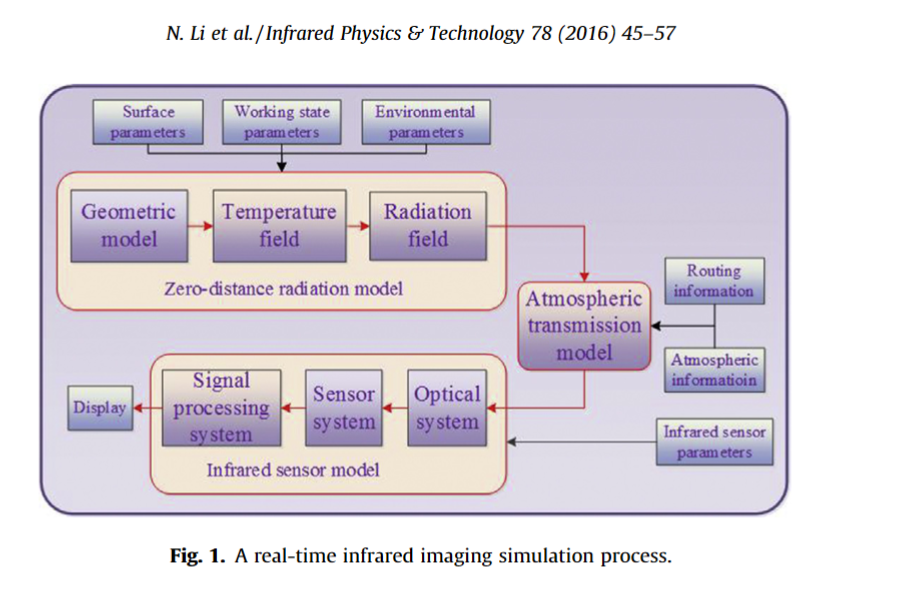 N. Li et al. / Infrared Physics & Technology 78 (2016) 45–57
Surface
parameters
Working state
parameters
Environmental
parameters
Geometric
model
Temperature
field
Radiation
field
Zero-distance radiation model
Atmospheric
transmission
model
Routing
information
Atmospheric
informatioin
Display
Signal
processing
system
Sensor
system
Optical
system
Infrared sensor model
Infrared sensor
parameters
Fig. 1. A real-time infrared imaging simulation process.